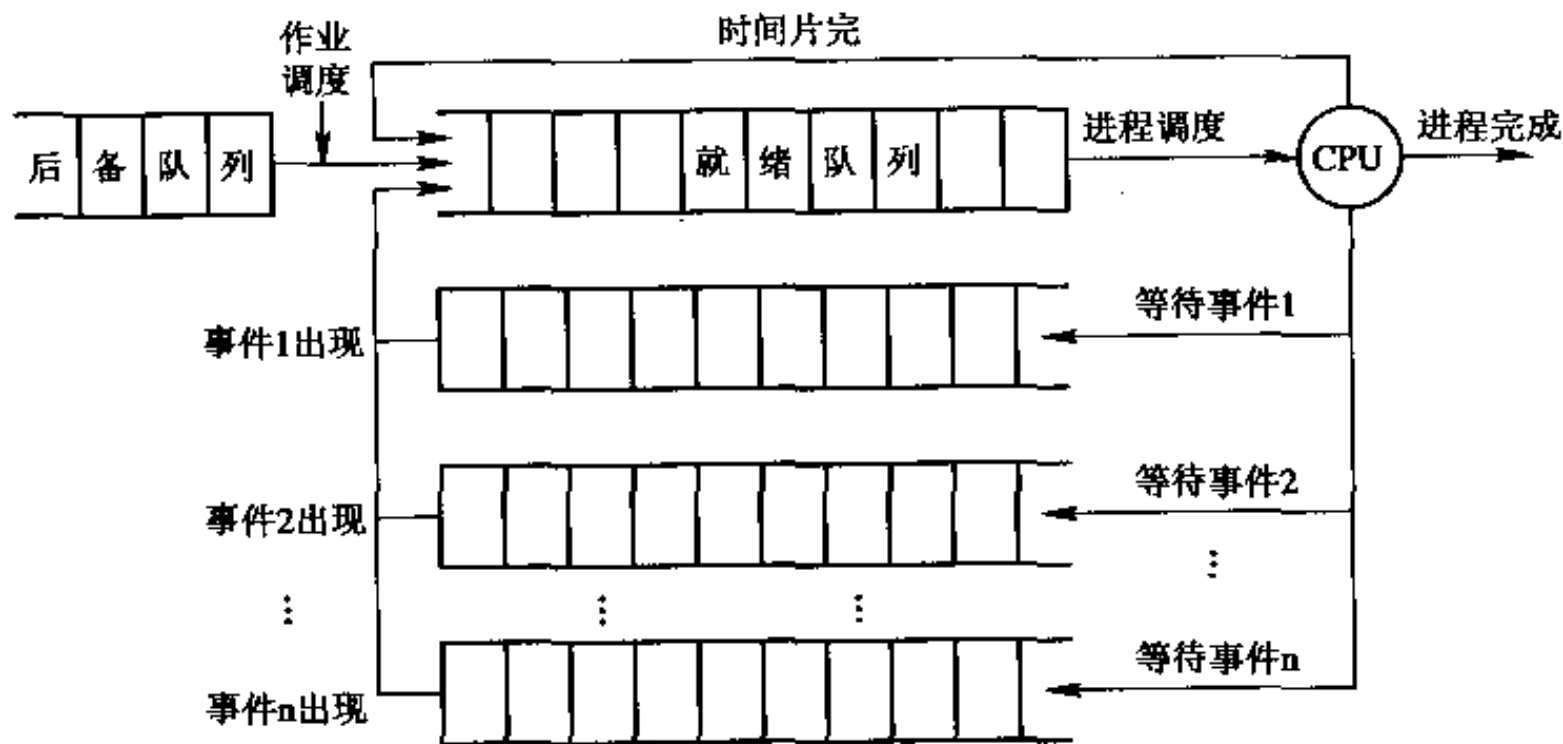 作业
调度
时间片完
后备队列
就绪队列
进程调度
CPU
进程完成
等待事件1
事件1出现
等待事件2
事件2出现
等待事件n
事件n出现